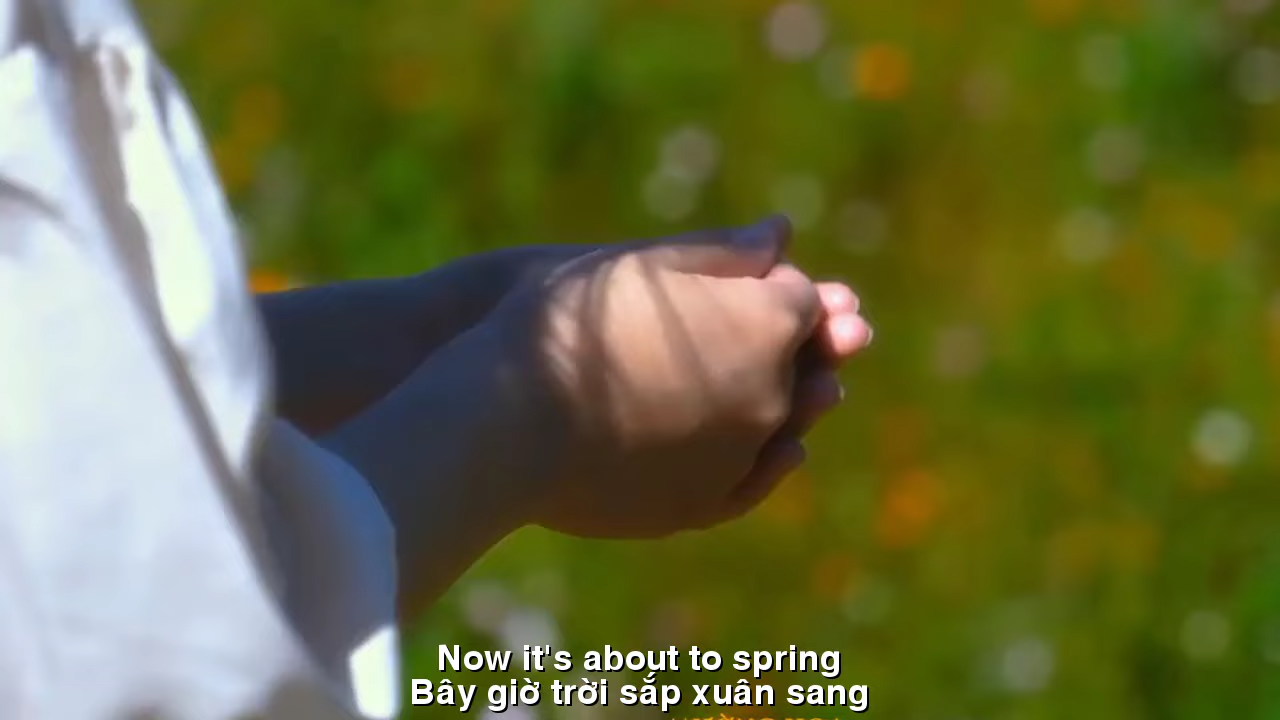 Now it's about to spring
Bây giờ trời sắp xuân sang